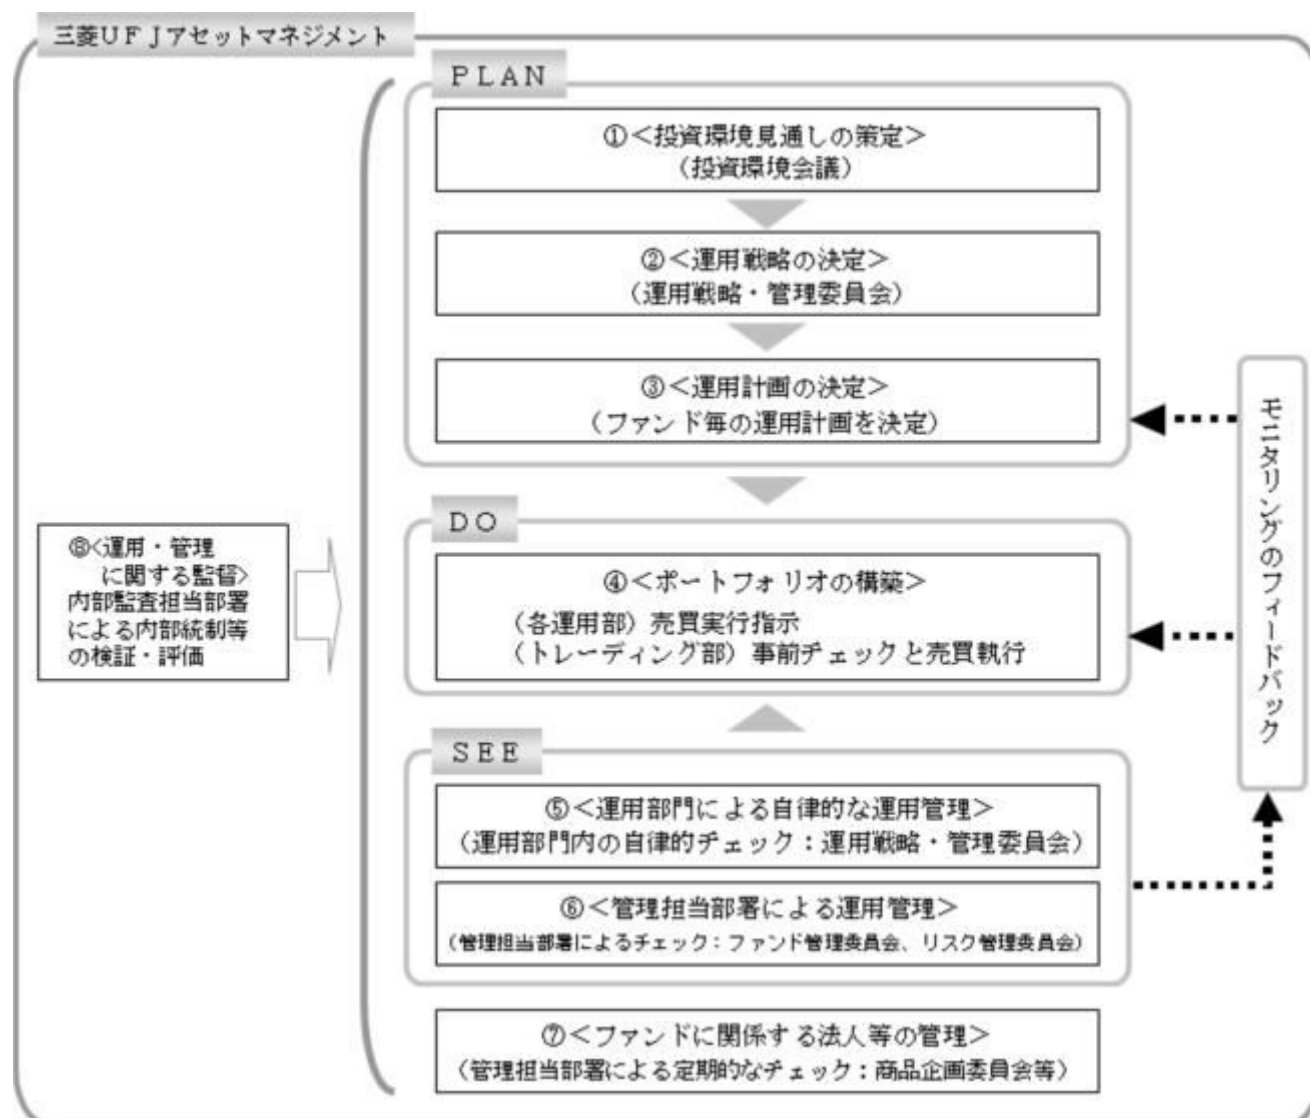 三菱UFJアセットマネジメント
PLAN
①＜投資環境見通しの策定＞
（投資環境会議）
②＜運用戦略の決定＞
（運用戦略・管理委員会）
③＜運用計画の決定＞
（ファンド毎の運用計画を決定）
DO
④＜ポートフォリオの構築＞
（各運用部）売買実行指示
（トレーディング部）事前チェックと売買執行
SEE
⑤＜運用部門による自律的な運用管理＞
（運用部門内の自律的チェック：運用戦略・管理委員会）
⑥＜管理担当部署による運用管理＞
（管理担当部署によるチェック：ファンド管理委員会、リスク管理委員会）
⑦＜ファンドに関係する法人等の管理＞
（管理担当部署による定期的なチェック：商品企画委員会等）
⑧<運用・管理
に関する監督>
内部監査担当部署
による内部統制等
の検証・評価
モニタリングのフィードバック